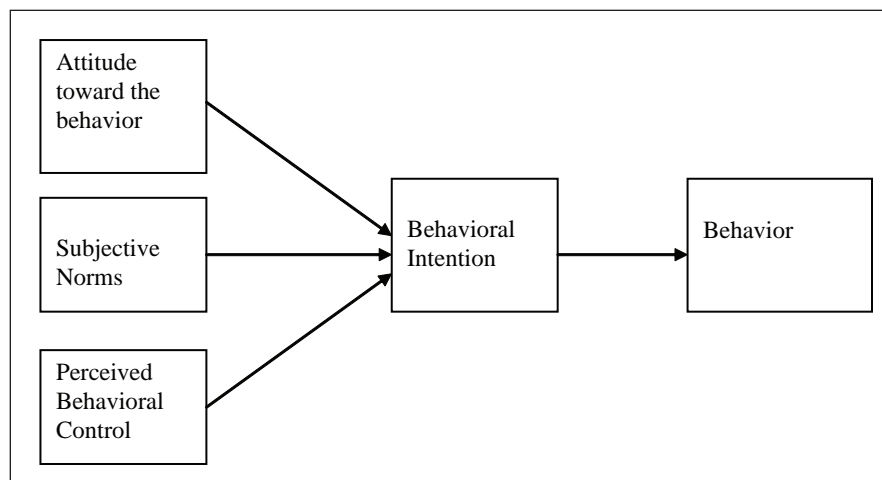 Attitude
toward the
behavior
Subjective
Norms
Perceived
Behavioral
Control
Behavioral
Intention
Behavior